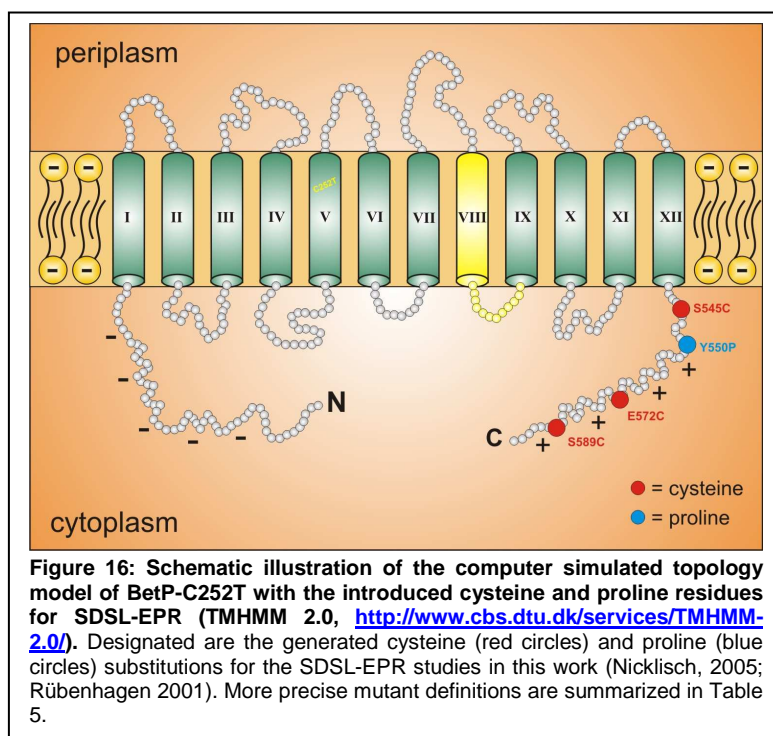 periplasm
C252T
I II III IV V VI VII VIII IX X XI XII
S545C
Y550P
N
E572C
C
S589C
= cysteine
= proline
cytoplasm
Figure 16: Schematic illustration of the computer simulated topology
model of BetP-C252T with the introduced cysteine and proline residues
for SDSL-EPR (TMHMM 2.0, http://www.cbs.dtu.dk/services/TMHMM-
2.0/). Designated are the generated cysteine (red circles) and proline (blue
circles) substitutions for the SDSL-EPR studies in this work (Nicklisch, 2005;
Rübenhagen 2001). More precise mutant definitions are summarized in Table
5.